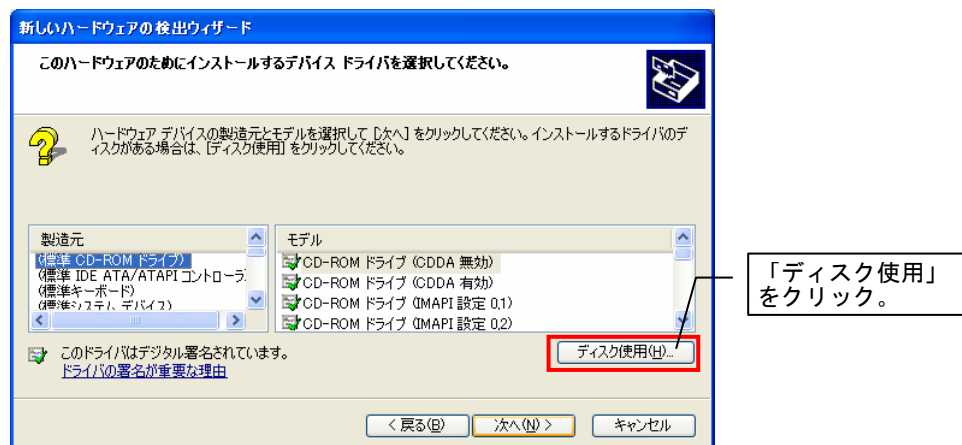 新しいハードウェアの検出ウィザード
このハードウェアのためにインストールするデバイス ドライバを選択してください。
ハードウェア デバイスの製造元とモデルを選択して [次へ] をクリックしてください。インストールするドライバのデ
ィスクがある場合は、[ディスク使用] をクリックしてください。
製造元
(標準 CD-ROM ドライブ)
(標準 IDE ATA/ATAPI コントローラ)
(標準キーボード)
(標準システム デバイス)
モデル
CD-ROM ドライブ (CDDA 無効)
CD-ROM ドライブ (CDDA 有効)
CD-ROM ドライブ (IMAPI 設定 0,1)
CD-ROM ドライブ (IMAPI 設定 0,2)
「ディスク使用」
をクリック。
このドライバはデジタル署名されています。
ドライバの署名が重要な理由
ディスク使用(H)...
< 戻る(B)
次へ(N) >
キャンセル